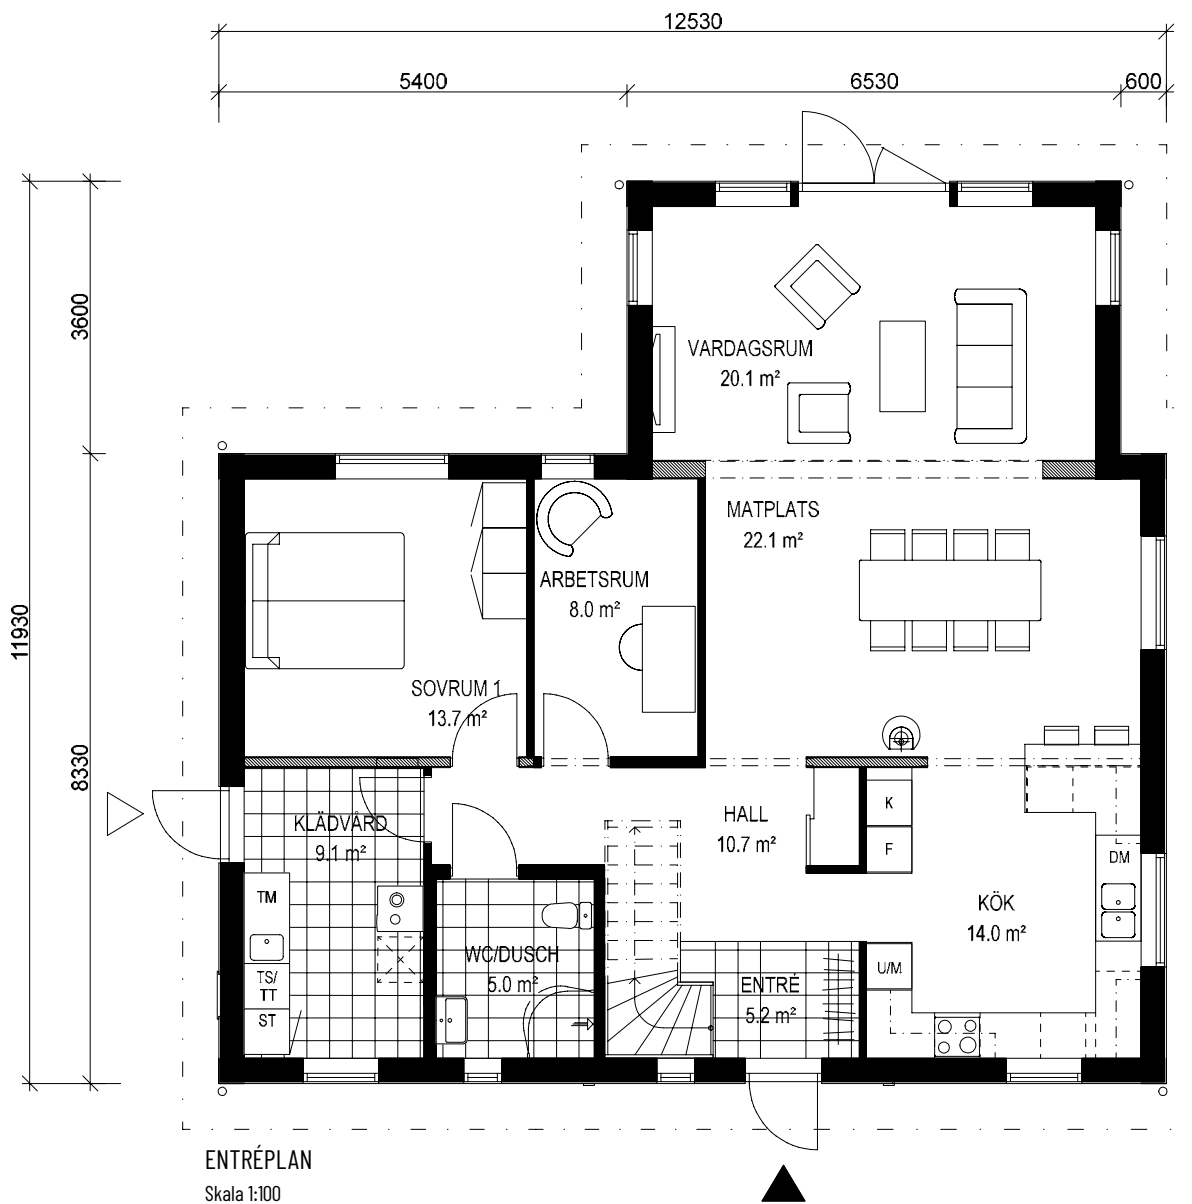 12530
5400
6530
600
3600
VARDAGSRUM
20.1 m²
MATPLATS
22.1 m²
ARBETSRUM
8.0 m²
11930
SOVRUM 1
13.7 m²
8330
KLÄDVÅRD
9.1 m²
HALL
10.7 m²
K
F
DM
TM
KÖK
14.0 m²
WC/DUSCH
5.0 m²
U/M
TS/
TT
ENTRÉ
5.2 m²
ST
ENTRÉPLAN
Skala 1:100